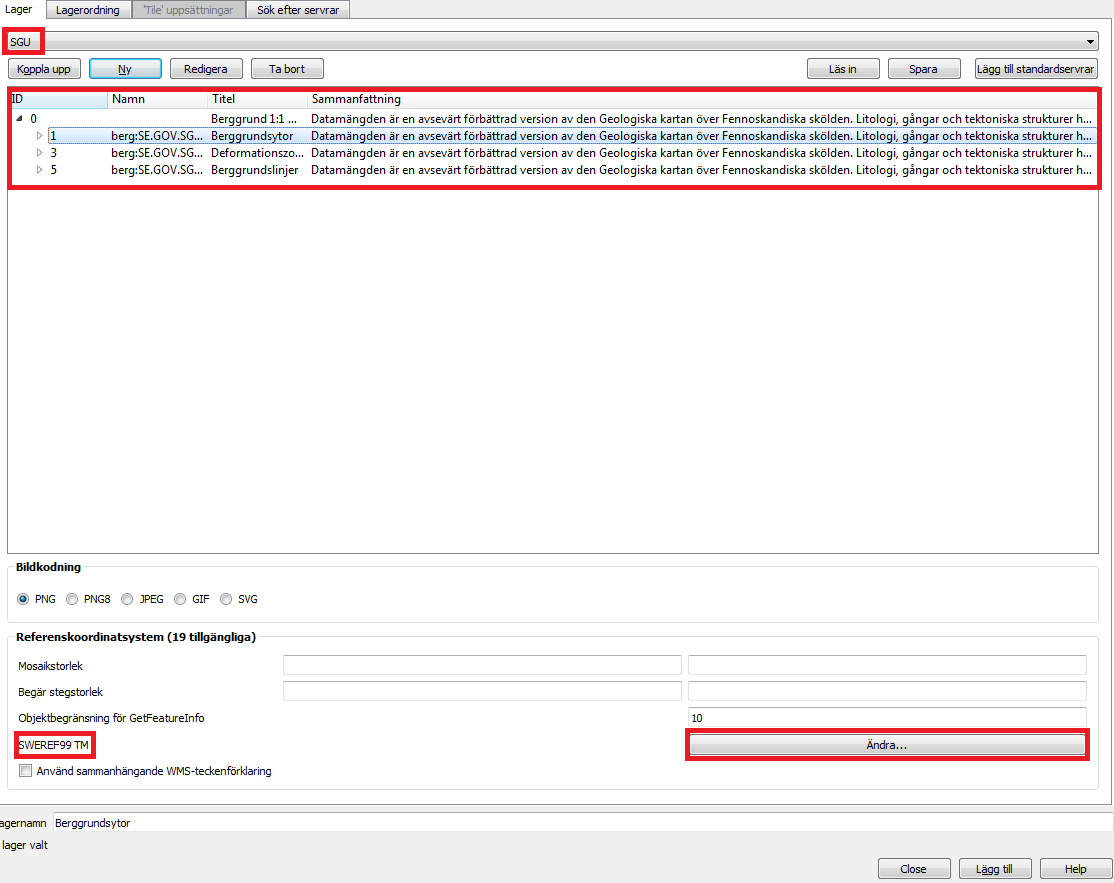 Lager Lagerordning 'Tile' uppsättningar Sök efter servrar
SGU
Koppla upp Ny Redigera Ta bort Läs in Spara Lägg till standardservrar
ID Namn Titel Sammanfattning
0 Berggrund 1:1 ... Datamängden är en avsevärt förbättrad version av den Geologiska kartan över Fennoskandiska skölden. Litologi, gångar och tektoniska strukturer h...
1 berg:SE.GOV.SG... Berggrundsytor Datamängden är en avsevärt förbättrad version av den Geologiska kartan över Fennoskandiska skölden. Litologi, gångar och tektoniska strukturer h...
3 berg:SE.GOV.SG... Deformationszo... Datamängden är en avsevärt förbättrad version av den Geologiska kartan över Fennoskandiska skölden. Litologi, gångar och tektoniska strukturer h...
5 berg:SE.GOV.SG... Berggrundslinjer Datamängden är en avsevärt förbättrad version av den Geologiska kartan över Fennoskandiska skölden. Litologi, gångar och tektoniska strukturer h...
Bildkodning
PNG PNG8 JPEG GIF SVG
Referenskoordinatsystem (19 tillgängliga)
Mosaikstorlek
Begär stegstorlek
Objektbegränsning för GetFeatureInfo 10
SWEREF99 TM Ändra...
Använd sammanhängande WMS-teckenförklaring
agernamn Berggrundsytor
lager valt
Close Lägg till Help